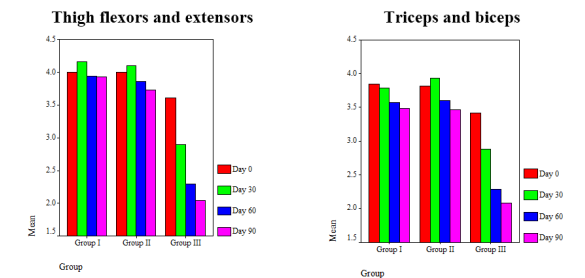 Thigh flexors and extensors
4.5
4.0
3.5
3.0
2.5
2.0
1.5
Mean
Group I Group II Group III
Group
Day 0
Day 30
Day 60
Day 90
Triceps and biceps
4.5
4.0
3.5
3.0
2.5
2.0
1.5
Mean
Group I Group II Group III
Group
Day 0
Day 30
Day 60
Day 90